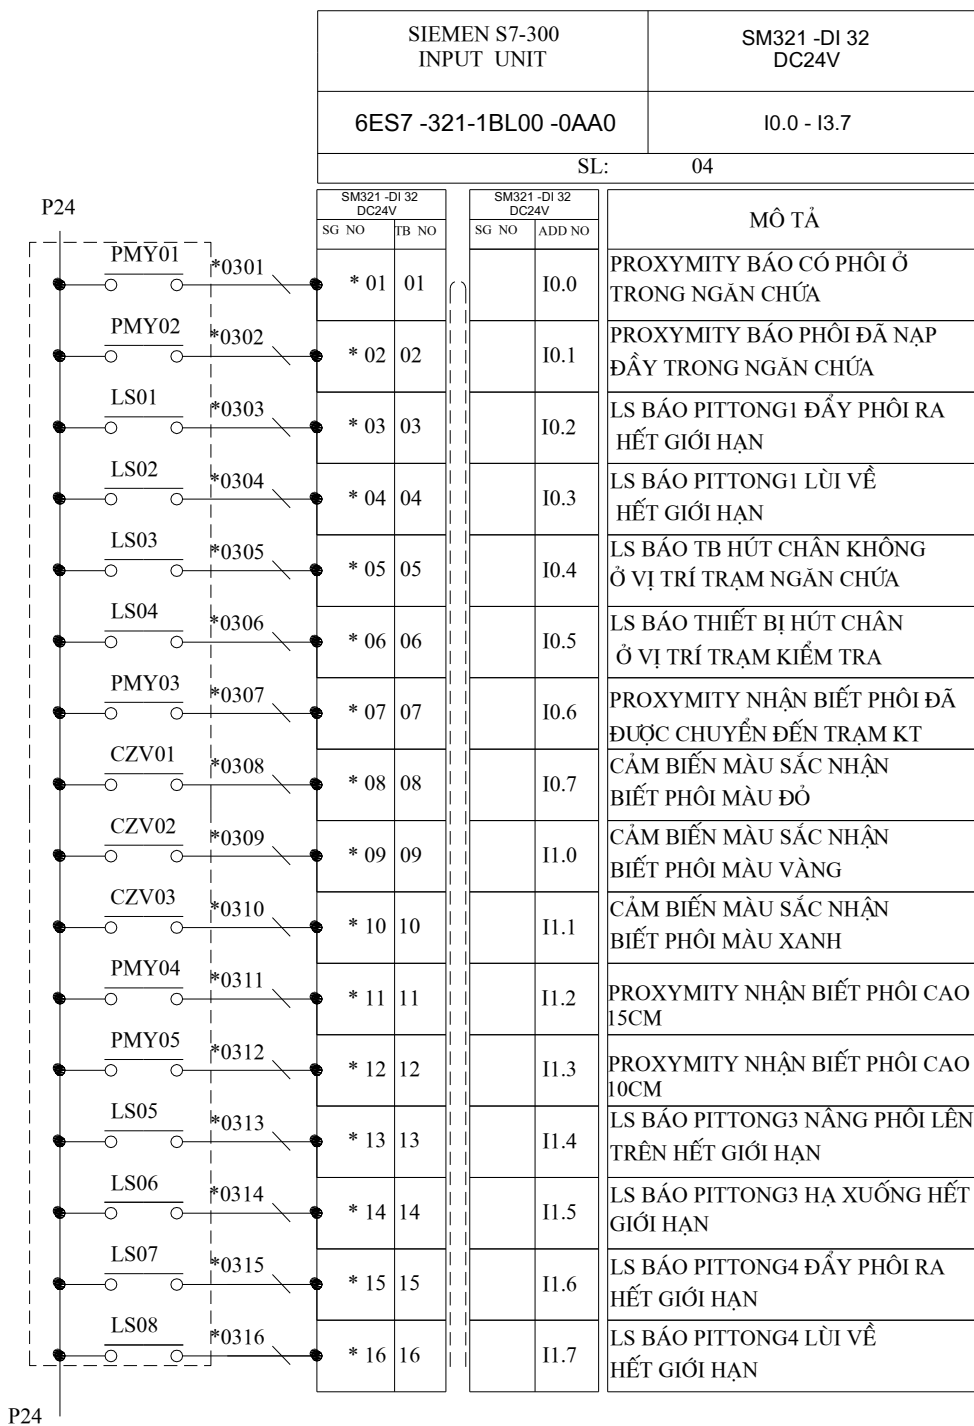 SIEMEN S7-300
INPUT UNIT
SM321 -DI 32
DC24V
6ES7 -321-1BL00 -0AA0
I0.0 - I3.7
SL: 04
P24
SM321 -DI 32
DC24V
SM321 -DI 32
DC24V
MÔ TẢ
SG NO TB NO SG NO ADD NO
PMY01 *0301 * 01 01 I0.0
PROXYMITY BÁO CÓ PHÔI Ở
TRONG NGĂN CHỨA
PMY02 *0302 * 02 02 I0.1
PROXYMITY BÁO PHÔI ĐÃ NẠP
ĐẦY TRONG NGĂN CHỨA
LS01 *0303 * 03 03 I0.2
LS BÁO PITTONG1 ĐẨY PHÔI RA
HẾT GIỚI HẠN
LS02 *0304 * 04 04 I0.3
LS BÁO PITTONG1 LÙI VỀ
HẾT GIỚI HẠN
LS03 *0305 * 05 05 I0.4
LS BÁO TB HÚT CHÂN KHÔNG
Ở VỊ TRÍ TRẠM NGĂN CHỨA
LS04 *0306 * 06 06 I0.5
LS BÁO THIẾT BỊ HÚT CHÂN
Ở VỊ TRÍ TRẠM KIỂM TRA
PMY03 *0307 * 07 07 I0.6
PROXYMITY NHẬN BIẾT PHÔI ĐÃ
ĐƯỢC CHUYỂN ĐẾN TRẠM KT
CZV01 *0308 * 08 08 I0.7
CẢM BIẾN MÀU SẮC NHẬN
BIẾT PHÔI MÀU ĐỎ
CZV02 *0309 * 09 09 I1.0
CẢM BIẾN MÀU SẮC NHẬN
BIẾT PHÔI MÀU VÀNG
CZV03 *0310 * 10 10 I1.1
CẢM BIẾN MÀU SẮC NHẬN
BIẾT PHÔI MÀU XANH
PMY04 *0311 * 11 11 I1.2
PROXYMITY NHẬN BIẾT PHÔI CAO
15CM
PMY05 *0312 * 12 12 I1.3
PROXYMITY NHẬN BIẾT PHÔI CAO
10CM
LS05 *0313 * 13 13 I1.4
LS BÁO PITTONG3 NÂNG PHÔI LÊN
TRÊN HẾT GIỚI HẠN
LS06 *0314 * 14 14 I1.5
LS BÁO PITTONG3 HẠ XUỐNG HẾT
GIỚI HẠN
LS07 *0315 * 15 15 I1.6
LS BÁO PITTONG4 ĐẨY PHÔI RA
HẾT GIỚI HẠN
LS08 *0316 * 16 16 I1.7
LS BÁO PITTONG4 LÙI VỀ
HẾT GIỚI HẠN
P24